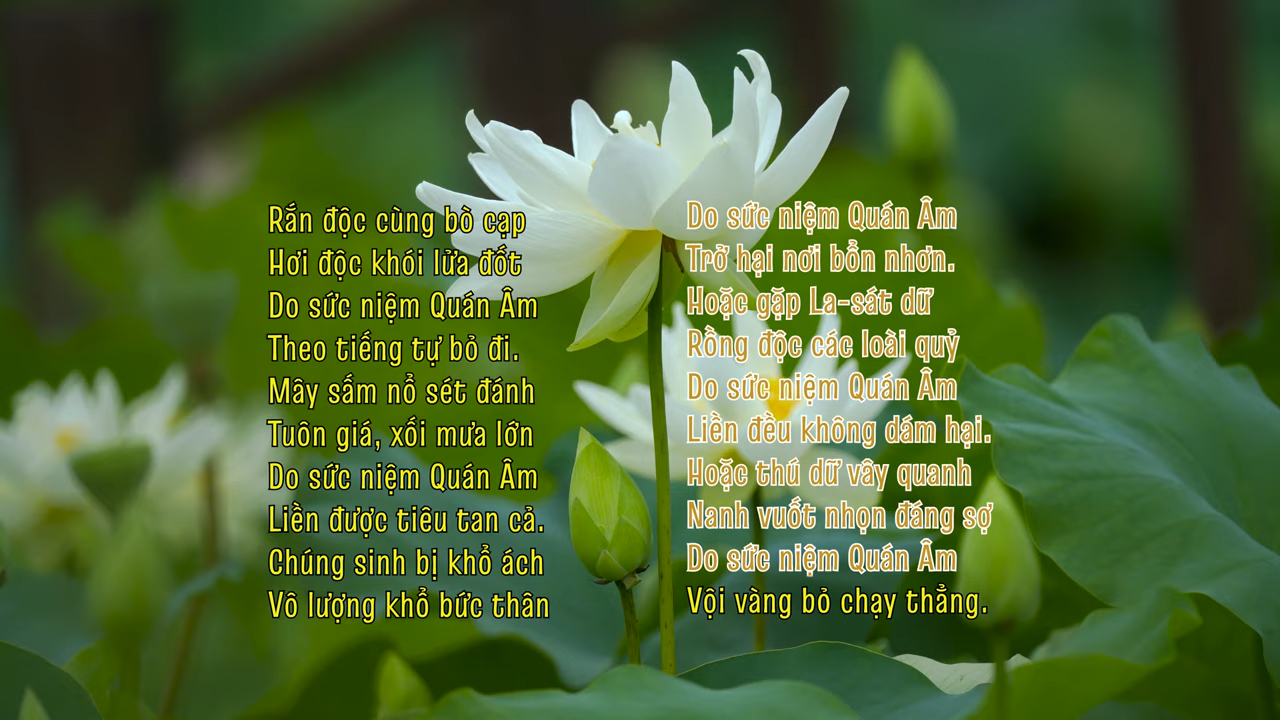 Rắn độc cùng bò cạp
Hơi độc khói lửa đốt
Do sức niệm Quán Âm
Theo tiếng tự bỏ đi.
Mây sấm nổ sét đánh
Tuôn giá, xối mưa lớn
Do sức niệm Quán Âm
Liền được tiêu tan cả.
Chúng sinh bị khổ ách
Vô lượng khổ bức thân
Do sức niệm Quán Âm
Trở hại nơi bổn nhơn.
Hoặc gặp La-sát dữ
Rồng độc các loài quỷ
Do sức niệm Quán Âm
Liền đều không dám hại.
Hoặc thú dữ vây quanh
Nanh vuốt nhọn đáng sợ
Do sức niệm Quán Âm
Vội vàng bỏ chạy thẳng.